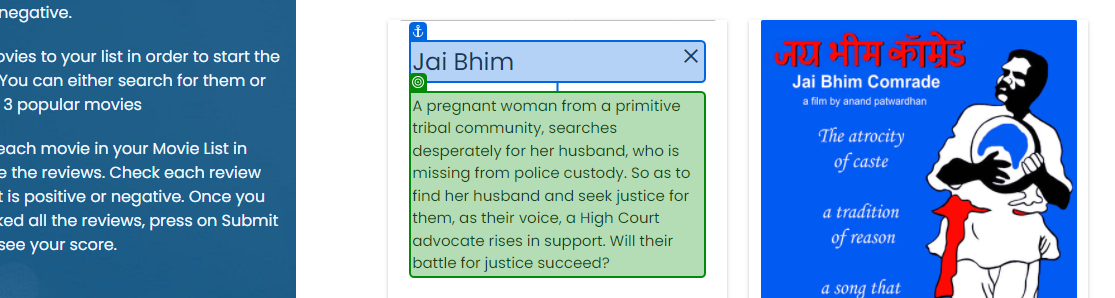 negative.
ovies to your list in order to start the
You can either search for them or
3 popular movies
each movie in your Movie List in
e the reviews. Check each review
t is positive or negative. Once you
ked all the reviews, press on Submit
see your score.
Jai Bhim
A pregnant woman from a primitive
tribal community, searches
desperately for her husband, who is
missing from police custody. So as to
find her husband and seek justice for
them, as their voice, a High Court
advocate rises in support. Will their
battle for justice succeed?
जय भीम कॉम्रेड
Jai Bhim Comrade
a film by anand patwardhan
The atrocity
of caste
a tradition
of reason
a song that